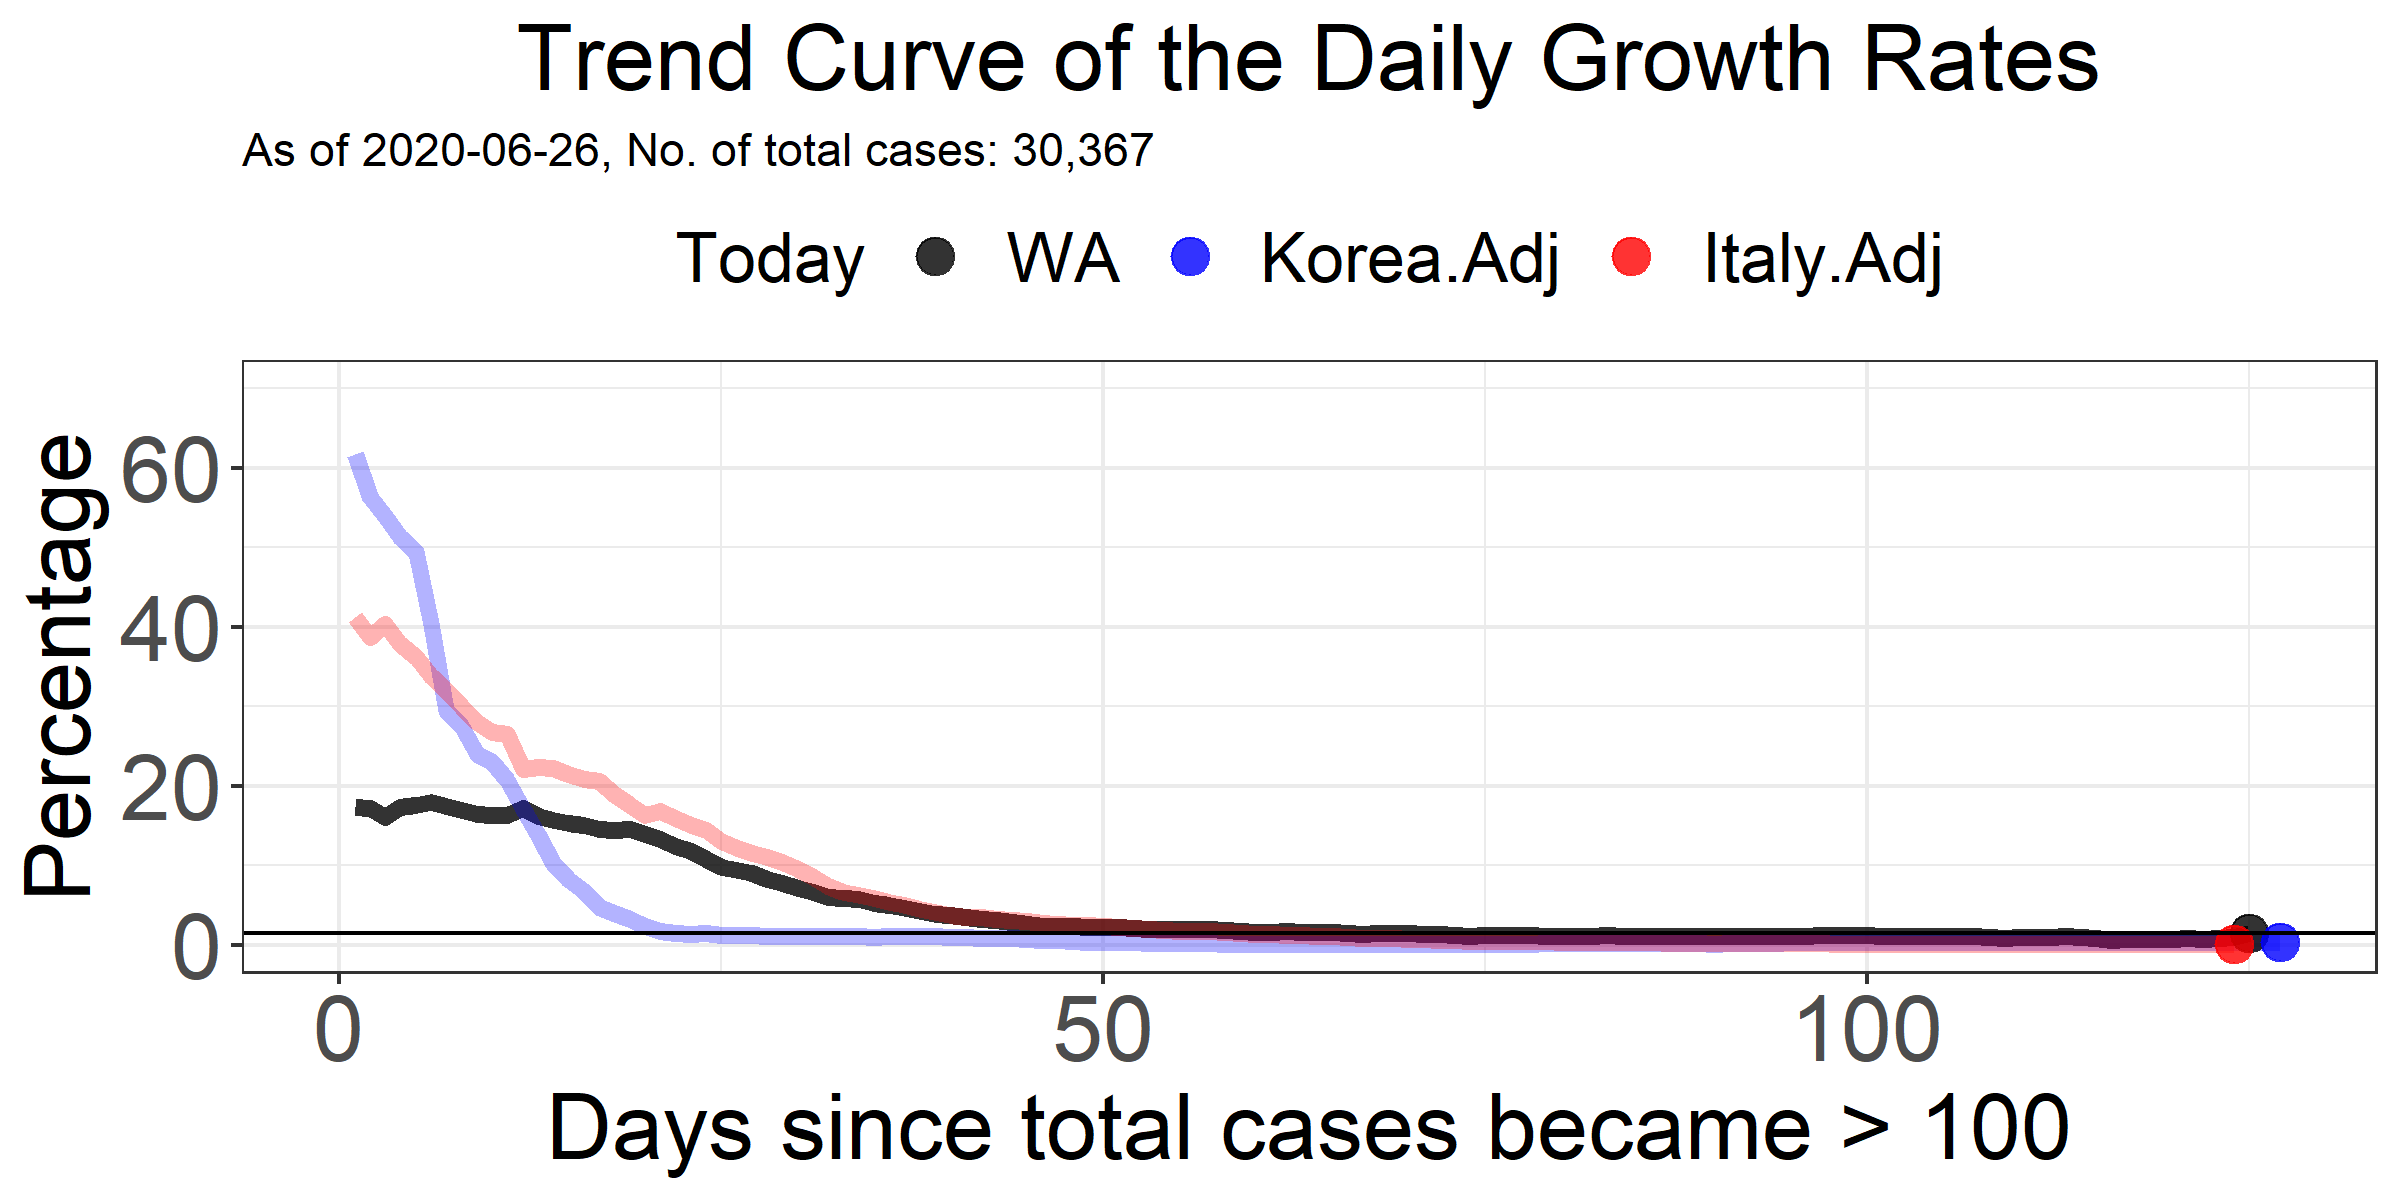 Trend Curve of the Daily Growth Rates
As of 2020-06-26, No. of total cases: 30,367
Today WA Korea.Adj Italy.Adj
Percentage
60
40
20
0
0 50 100
Days since total cases became > 100